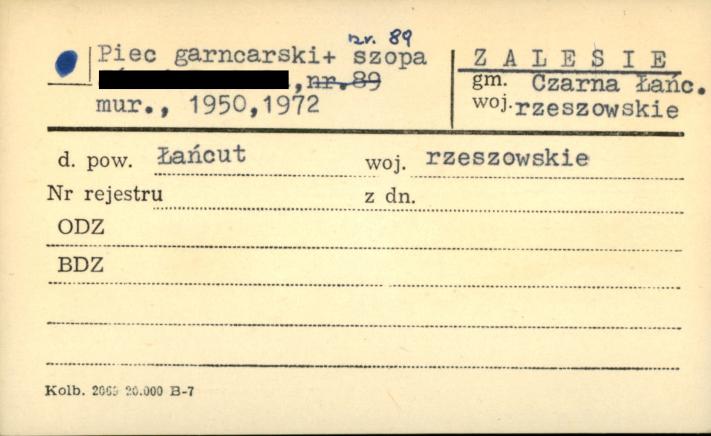 nr. 89
Piec garncarski+ szopa
,nr.89
mur., 1950,1972
Z A L E S I E
gm. Czarna Łańc.
woj. rzeszowskie
d. pow. Łańcut woj. rzeszowskie
Nr rejestru z dn.
ODZ
BDZ
Kolb. 20.000 B-7